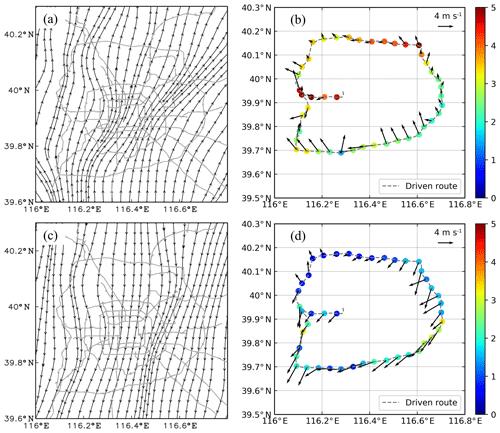 (a)
40.2°N
40°N
39.8°N
39.6°N
116°E 116.2°E 116.4°E 116.6°E
(b)
4 m s⁻¹
40.3°N
40.2°N
40.1°N
40°N
39.9°N
39.8°N
39.7°N
39.6°N
39.5°N
116°E 116.2°E 116.4°E 116.6°E 116.8°E
Driven route
5
4
3
2
1
0
(c)
40.2°N
40°N
39.8°N
39.6°N
116°E 116.2°E 116.4°E 116.6°E
(d)
4 m s⁻¹
40.3°N
40.2°N
40.1°N
40°N
39.9°N
39.8°N
39.7°N
39.6°N
39.5°N
116°E 116.2°E 116.4°E 116.6°E 116.8°E
Driven route
5
4
3
2
1
0